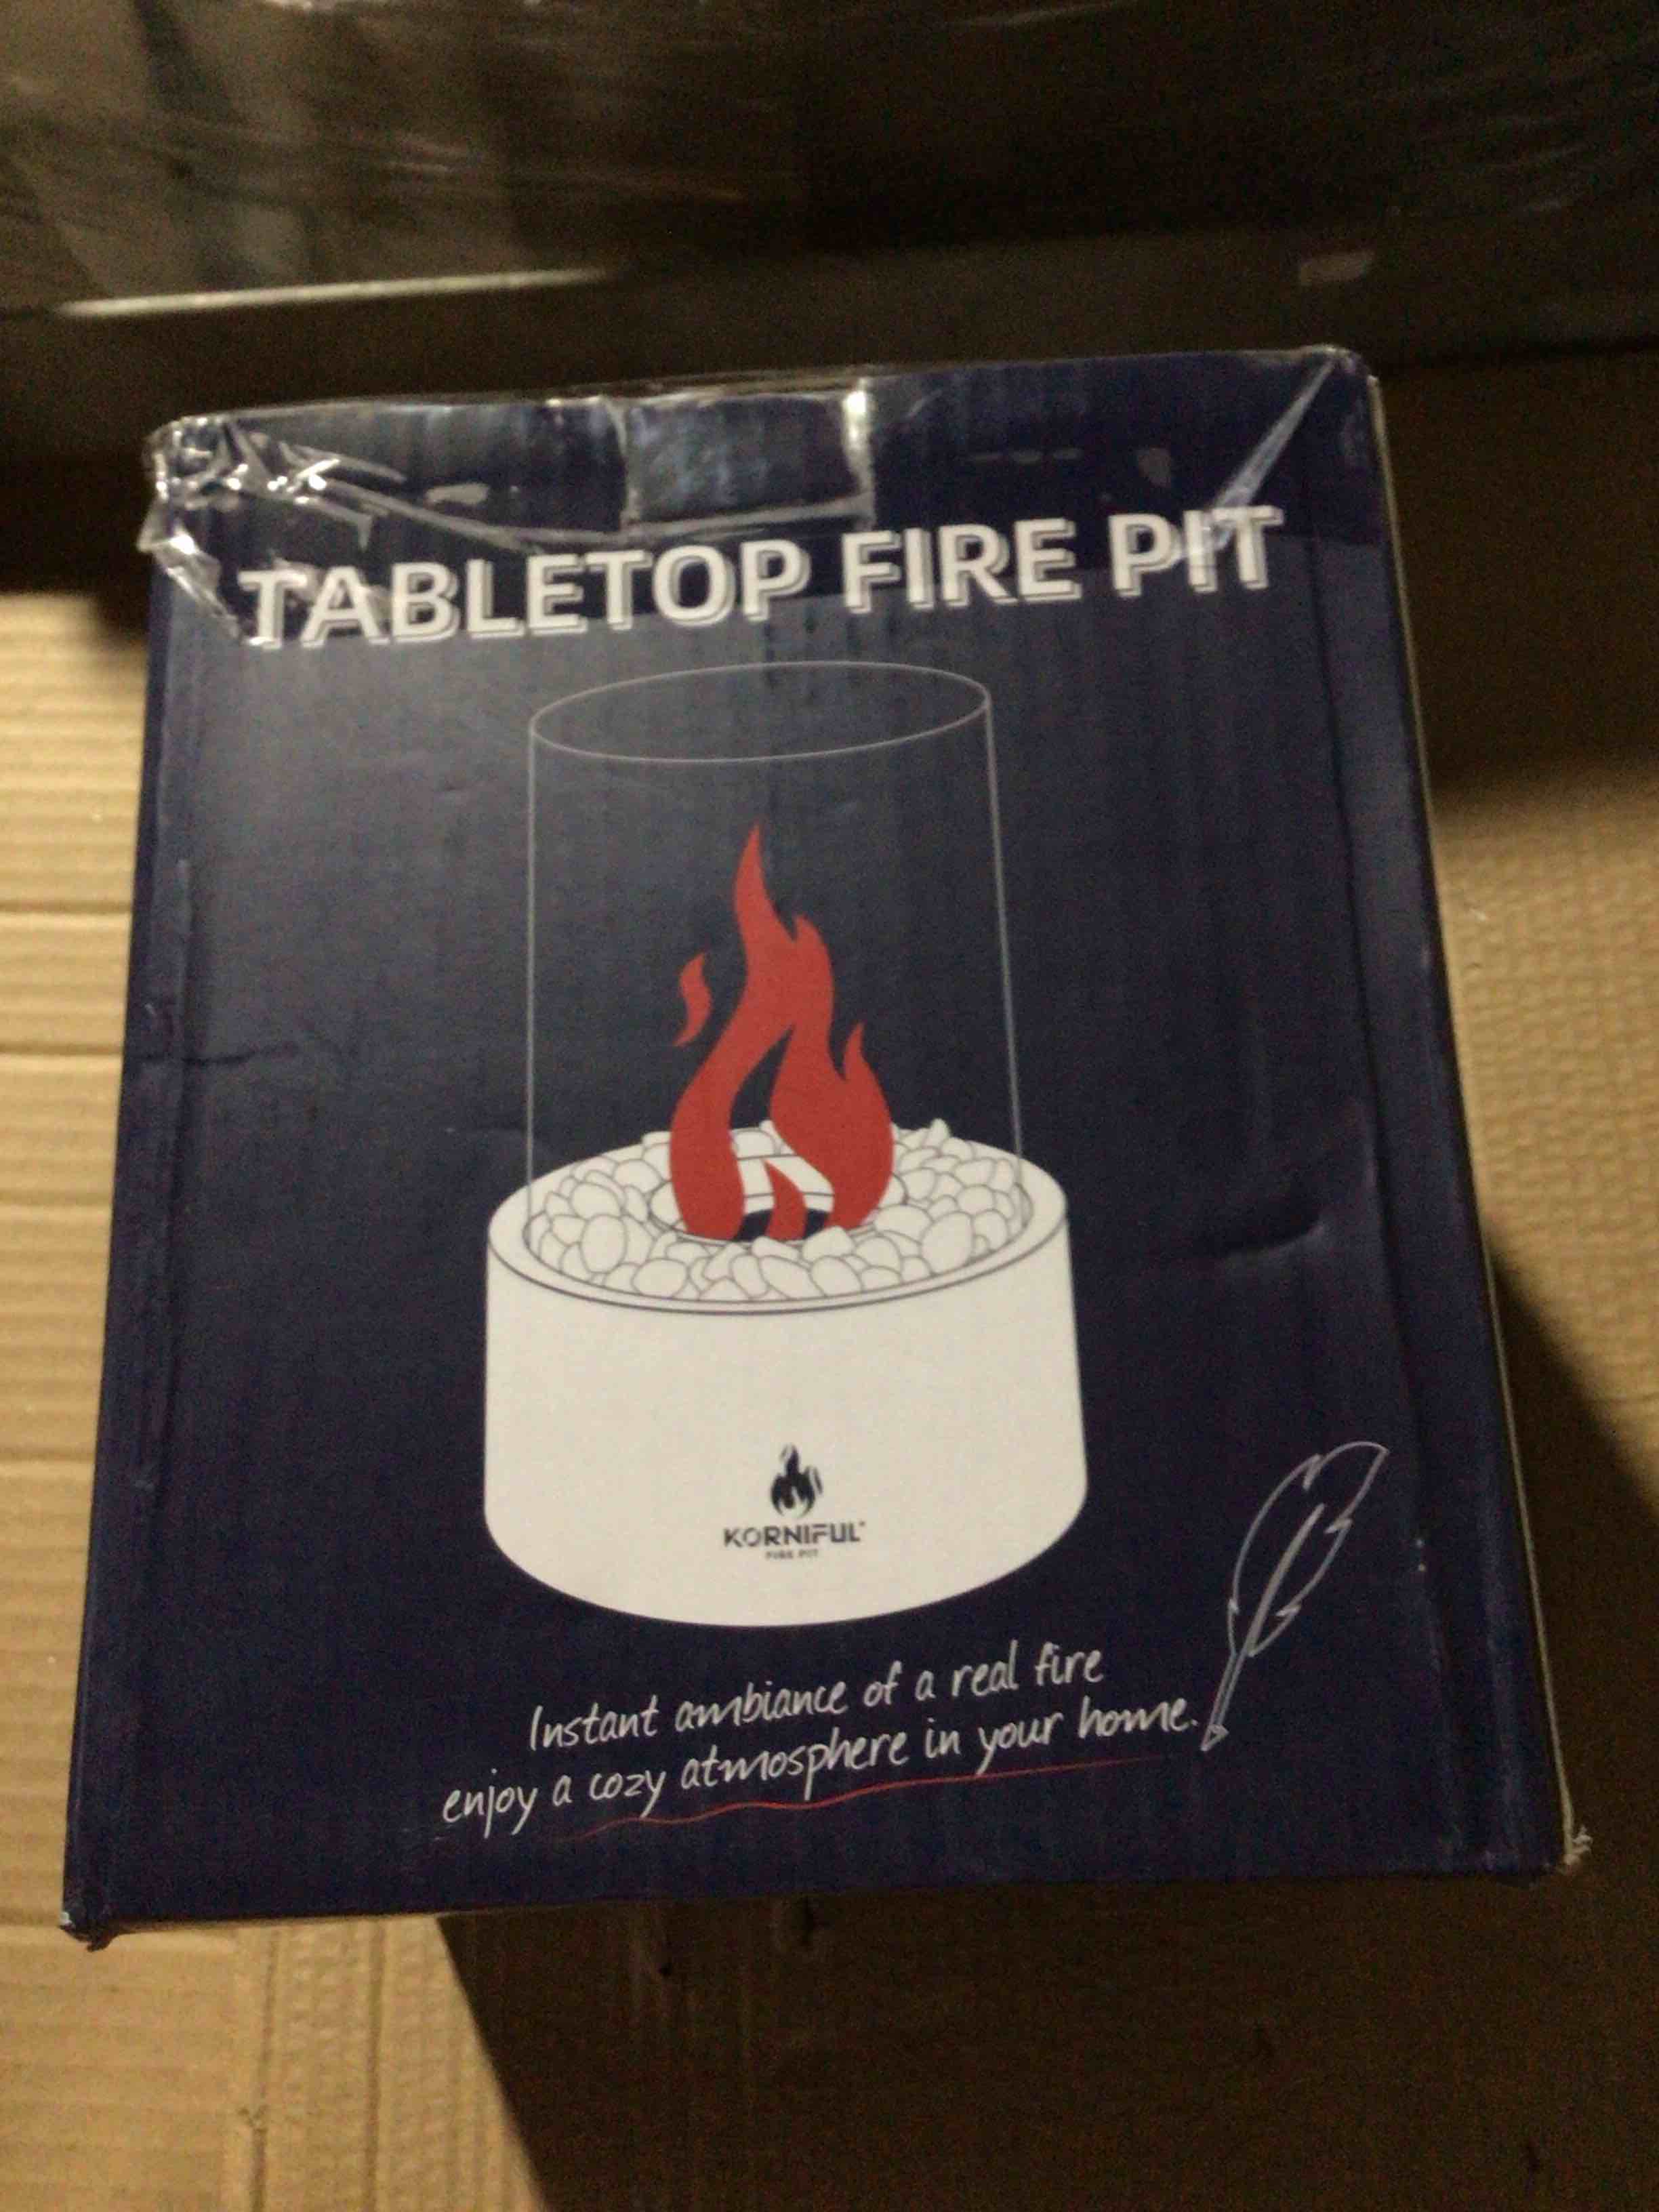 TABLETOP FIRE PIT
KORNIFUL
FIRE PIT
Instant ambiance of a real fire
enjoy a cozy atmosphere in your home.